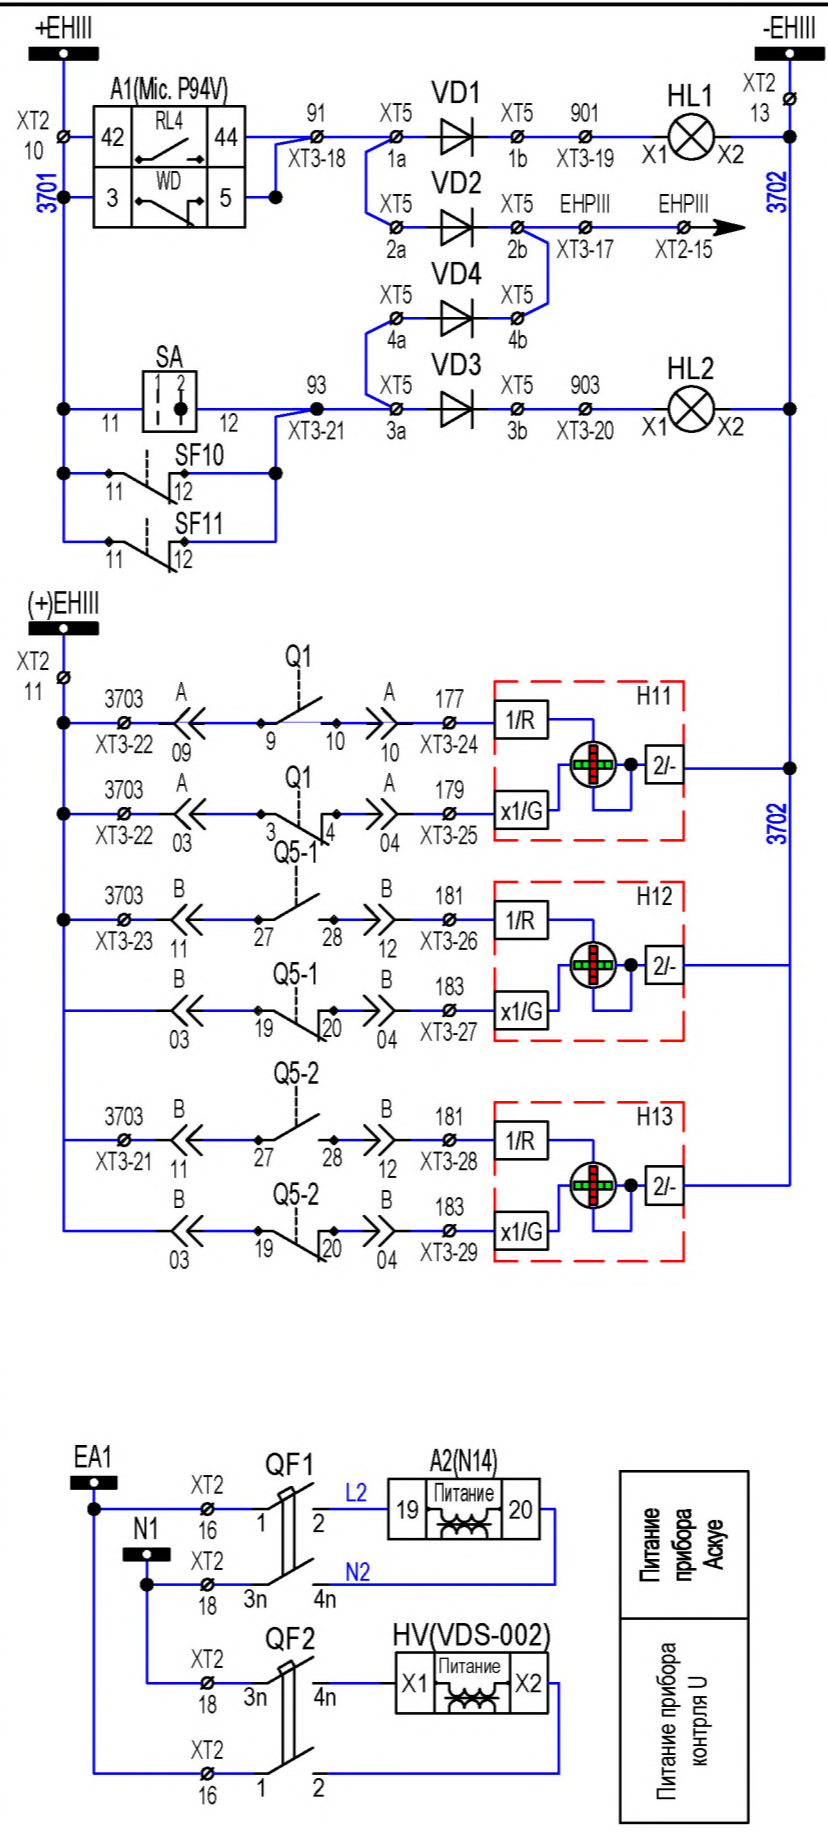 +EHIII
-EHIII
A1(Mic. P94V)
VD1
HL1
XT2
13
XT2
10
42
RL4
44
91
XT3-18
XT5
1a
XT5
1b
901
XT3-19
X1
X2
3701
3
WD
5
3702
VD2
XT5
2a
XT5
2b
EHPIII
XT3-17
EHPIII
XT2-15
VD4
XT5
4a
XT5
4b
SA
1
2
11
12
93
XT3-21
VD3
XT5
3a
XT5
3b
903
XT3-20
HL2
X1
X2
SF10
11
12
SF11
11
12
(+)EHIII
XT2
11
3703
XT3-22
A
09
Q1
9
10
A
10
177
XT3-24
1/R
H11
3703
XT3-22
A
03
Q1
3
4
A
04
179
XT3-25
x1/G
2/-
3702
3703
XT3-23
B
11
Q5-1
27
28
B
12
181
XT3-26
1/R
H12
B
03
Q5-1
19
20
B
04
183
XT3-27
x1/G
2/-
3703
XT3-21
B
11
Q5-2
27
28
B
12
181
XT3-28
1/R
H13
B
03
Q5-2
19
20
B
04
183
XT3-29
x1/G
2/-
EA1
XT2
16
QF1
1
2
L2
A2(N14)
19
Питание
20
N1
XT2
18
3n
4n
N2
Питание
прибора
Аскуе
QF2
XT2
18
3n
4n
HV(VDS-002)
X1
Питание
X2
XT2
16
1
2
Питание прибора
контрля U